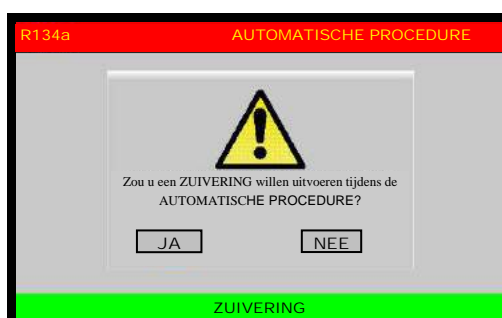 R134a AUTOMATISCHE PROCEDURE
Zou u een ZUIVERING willen uitvoeren tijdens de
AUTOMATISCHE PROCEDURE?
JA NEE
ZUIVERING